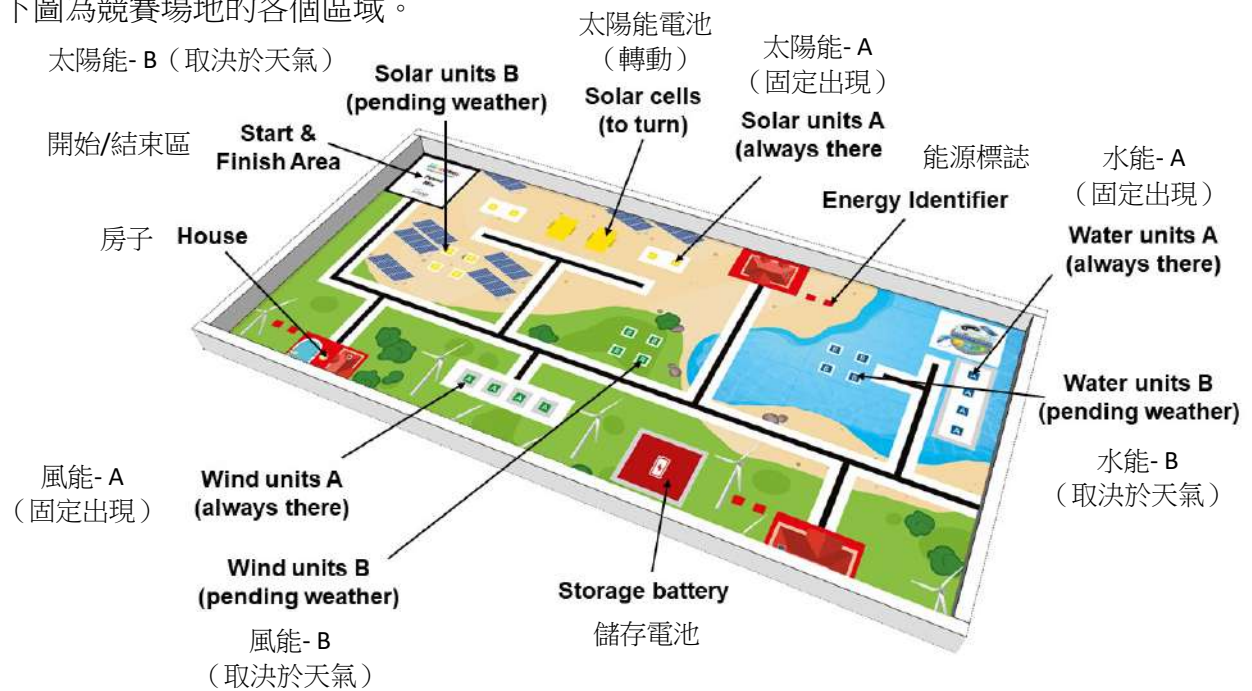 下圖為競賽場地的各個區域。
太陽能- B（取決於天氣）
Solar units B
(pending weather)
太陽能電池
（轉動）
Solar cells
(to turn)
太陽能- A
（固定出現）
Solar units A
(always there
開始/結束區
Start &
Finish Area
能源標誌
Energy Identifier
水能- A
（固定出現）
Water units A
(always there)
房子
House
Water units B
(pending weather)
水能- B
（取決於天氣）
風能- A
（固定出現）
Wind units A
(always there)
Wind units B
(pending weather)
風能- B
（取決於天氣）
Storage battery
儲存電池
A
A
A
A
A
A
A
A